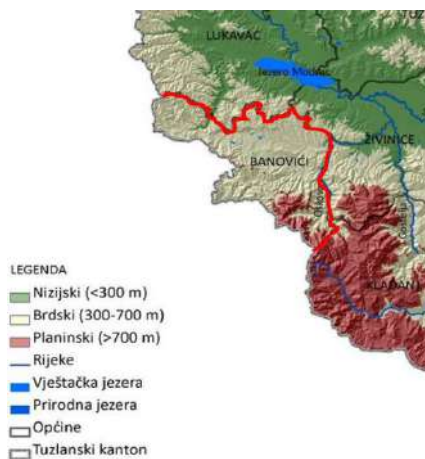 TUZ
LUKAVAC
Jezero Modrac
ŽIVINICE
BANOVIĆI
KLADANJ
LEGENDA
Nizijski (<300 m)
Brdski (300-700 m)
Planinski (>700 m)
Rijeke
Vještačka jezera
Prirodna jezera
Općine
Tuzlanski kanton